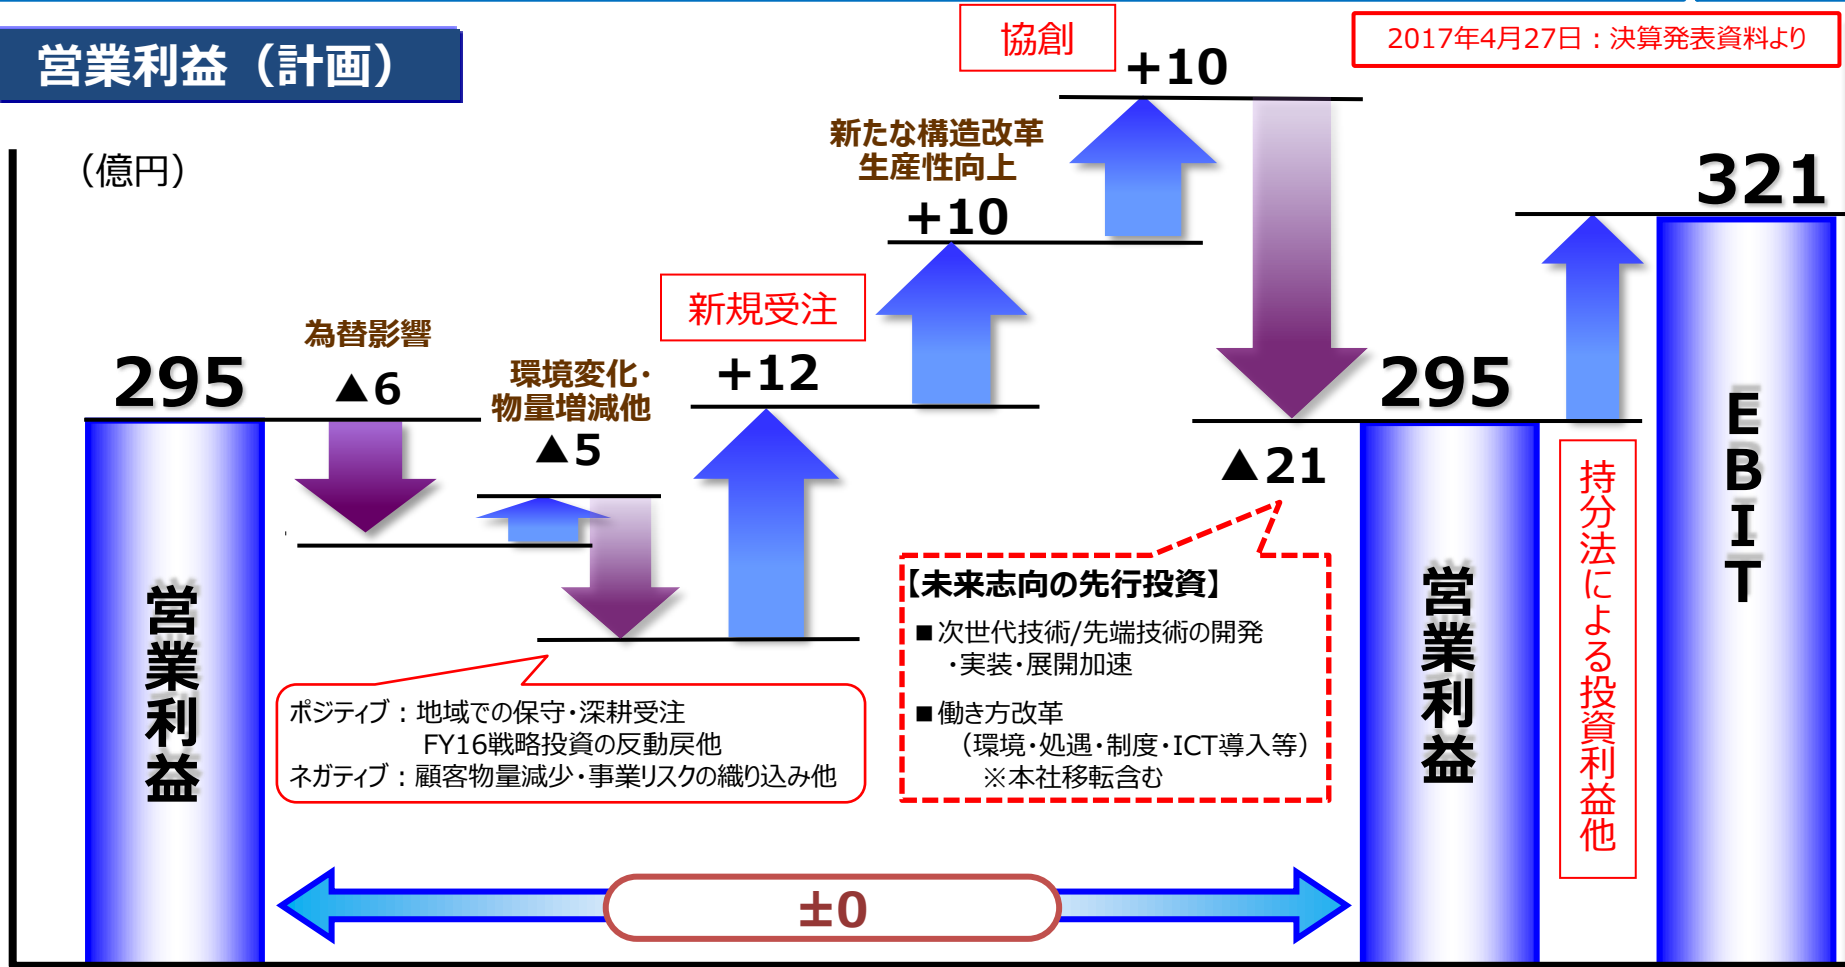 営業利益（計画）
2017年4月27日：決算発表資料より
（億円）
295
営業利益
為替影響
▲6
環境変化・
物量増減他
▲5
ポジティブ：地域での保守・深耕受注
FY16戦略投資の反動戻他
ネガティブ：顧客物量減少・事業リスクの織り込み他
新規受注
+12
新たな構造改革
生産性向上
+10
協創
+10
▲21
【未来志向の先行投資】
■次世代技術/先端技術の開発
・実装・展開加速
■働き方改革
（環境・処遇・制度・ICT導入等）
※本社移転含む
295
営業利益
持分法による投資利益他
321
EBIT
±0